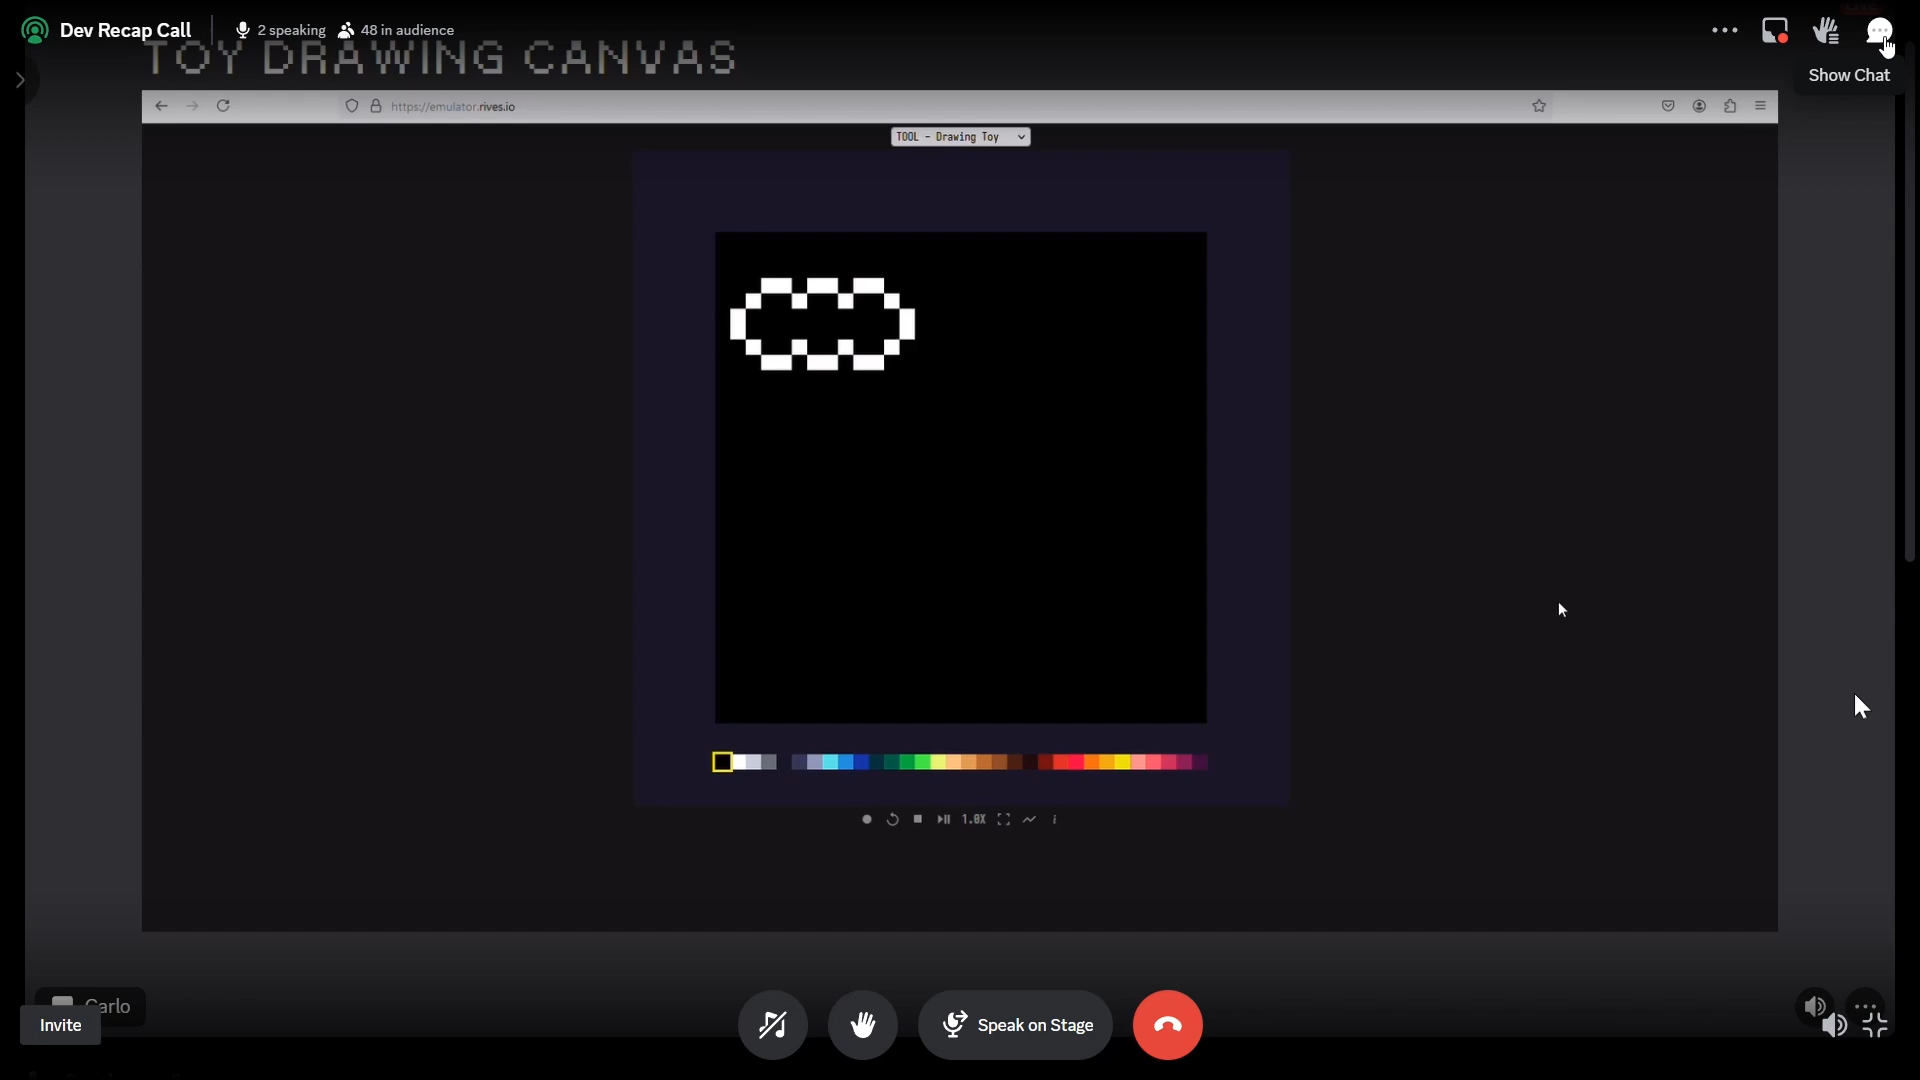 Dev Recap Call
2 speaking
48 in audience
Show Chat
TOY DRAWING CANVAS
https://emulator.rives.io
TOOL - Drawing Toy
1.0X
i
Carlo
Invite
Speak on Stage